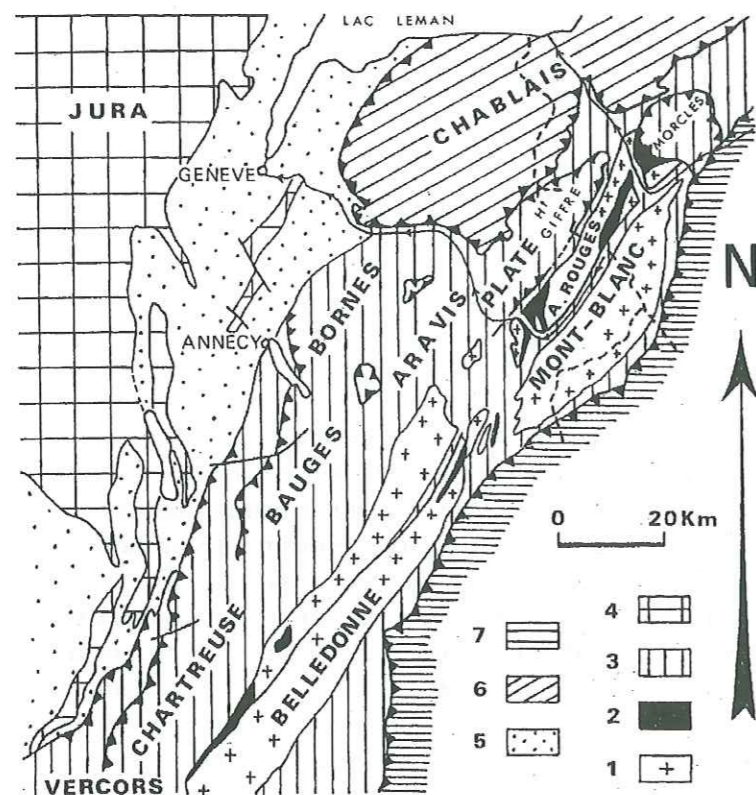 LAC LEMAN
JURA
CHABLAIS
MORCLES
GENEVE
Hᵗ GIFFRE
PLATE
A. ROUGES
N
BORNES
ARAVIS
MONT-BLANC
ANNECY
BAUGES
0 20Km
BELLEDONNE
CHARTREUSE
4
7
3
6
2
5
1
VERCORS